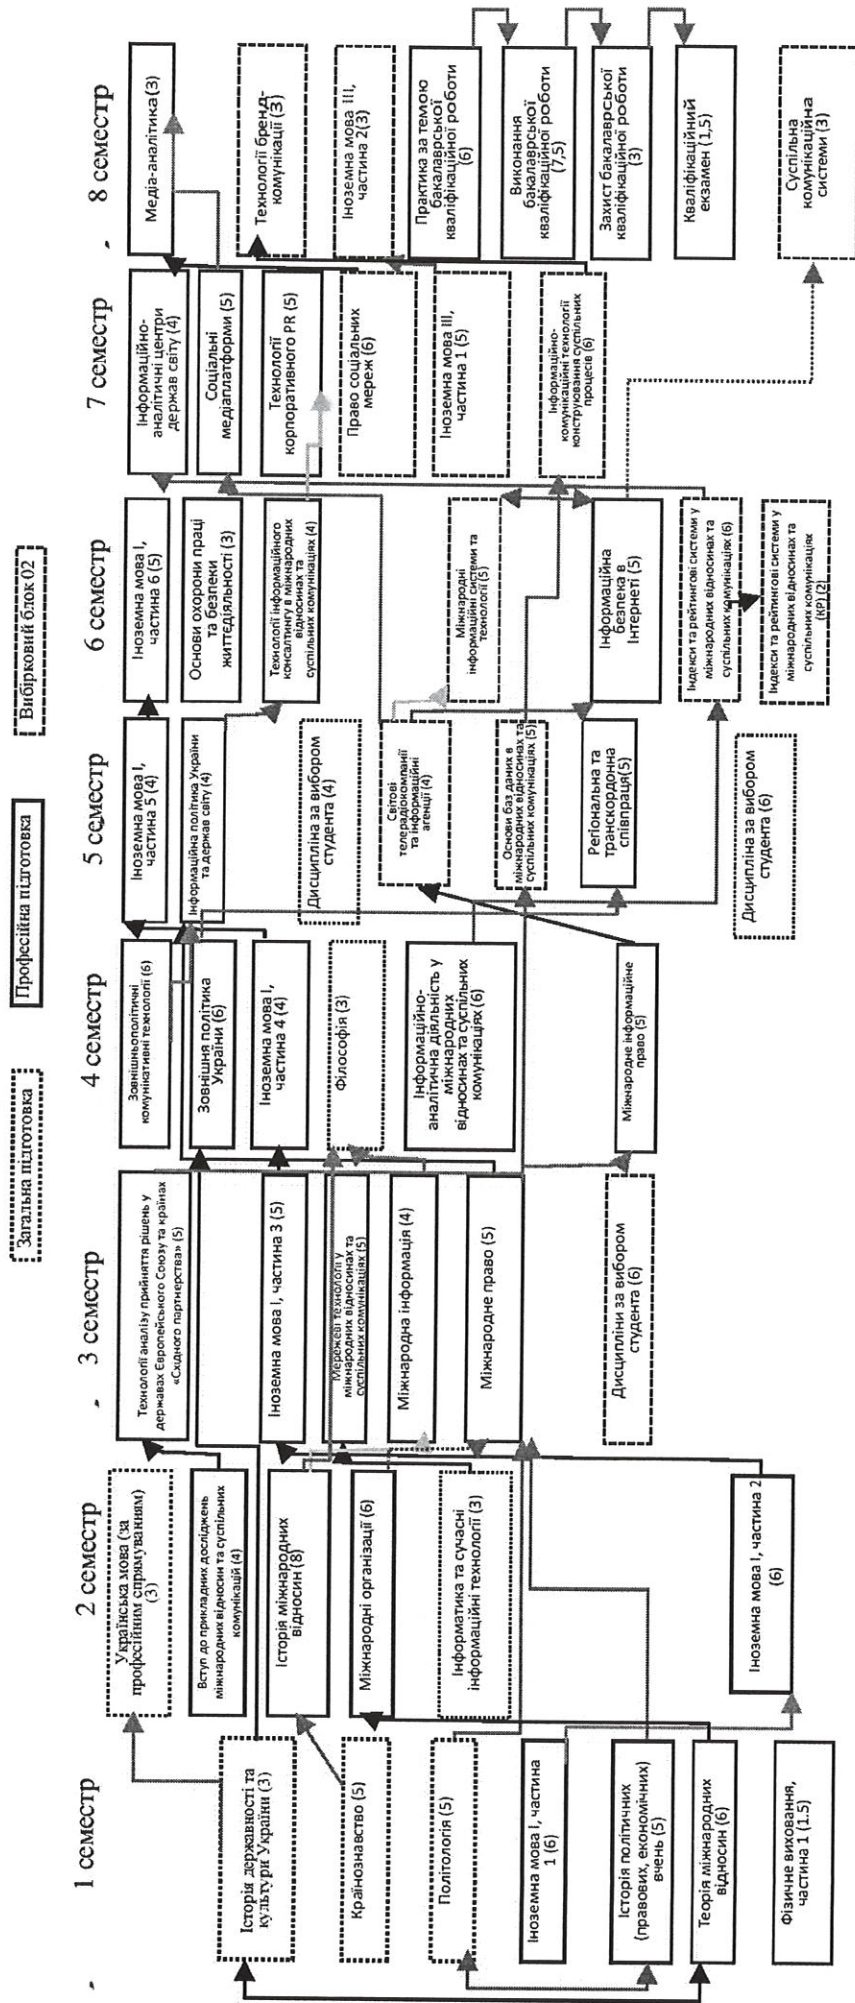 Загальна підготовка
Професійна підготовка
Вибірковий блок 02
1 семестр
2 семестр
3 семестр
4 семестр
5 семестр
6 семестр
7 семестр
8 семестр
Історія державності та
культури України (3)
Країнознавство (5)
Політологія (5)
Іноземна мова І, частина
1 (6)
Історія політичних
(правових, економічних)
вчень (5)
Теорія міжнародних
відносин (6)
Фізичне виховання,
частина 1 (1.5)
Українська мова (за
професійним спрямуванням)
(3)
Вступ до прикладних досліджень
міжнародних відносин та суспільних
комунікацій (4)
Історія міжнародних
відносин (8)
Міжнародні організації (6)
Інформатика та сучасні
інформаційні технології (3)
Іноземна мова І, частина 2
(6)
Технології аналізу прийняття рішень у
державах Європейського Союзу та країнах
«Східного партнерства» (5)
Іноземна мова І, частина 3 (5)
Мережеві технології у
міжнародних відносинах та
суспільних комунікаціях (5)
Міжнародна інформація (4)
Міжнародне право (5)
Дисципліни за вибором
студента (6)
Зовнішньополітичні
комунікативні технології (6)
Зовнішня політика
України (6)
Іноземна мова І,
частина 4 (4)
Філософія (3)
Інформаційно-
аналітична діяльність у
міжнародних
відносинах та суспільних
комунікаціях (6)
Міжнародне інформаційне
право (5)
Іноземна мова І,
частина 5 (4)
Інформаційна політика України
та держав світу (4)
Дисципліна за вибором
студента (4)
Світові
телерадіокомпанії
та інформаційні
агенції (4)
Основи баз даних в
міжнародних відносинах та
суспільних комунікаціях (5)
Регіональна та
транскордонна
співпраця(5)
Дисципліна за вибором
студента (6)
Іноземна мова І,
частина 6 (5)
Основи охорони праці
та безпеки
життєдіяльності (3)
Технології інформаційного
консалтингу в міжнародних
відносинах та
суспільних комунікаціях (4)
Міжнародні
інформаційні системи та
технології (5)
Інформаційна
безпека в
Інтернеті (5)
Індекси та рейтингові системи у
міжнародних відносинах та
суспільних комунікаціях (6)
Індекси та рейтингові системи у
міжнародних відносинах та
суспільних комунікаціях
(КР) (2)
Інформаційно-
аналітичні центри
держав світу (4)
Соціальні
медіаплатформи (5)
Технології
корпоративного PR (5)
Право соціальних
мереж (6)
Іноземна мова ІІІ,
частина 1 (5)
Інформаційно-
комунікаційні технології
конструювання суспільних
процесів (6)
Медіа-аналітика (3)
Технології бренд-
комунікації (3)
Іноземна мова ІІІ,
частина 2(3)
Практика за темою
бакалаврської
кваліфікаційної роботи
(6)
Виконання
бакалаврської
кваліфікаційної роботи
(7,5)
Захист бакалаврської
кваліфікаційної роботи
(3)
Кваліфікаційний
екзамен (1,5)
Суспільна
комунікаційна
системи (3)